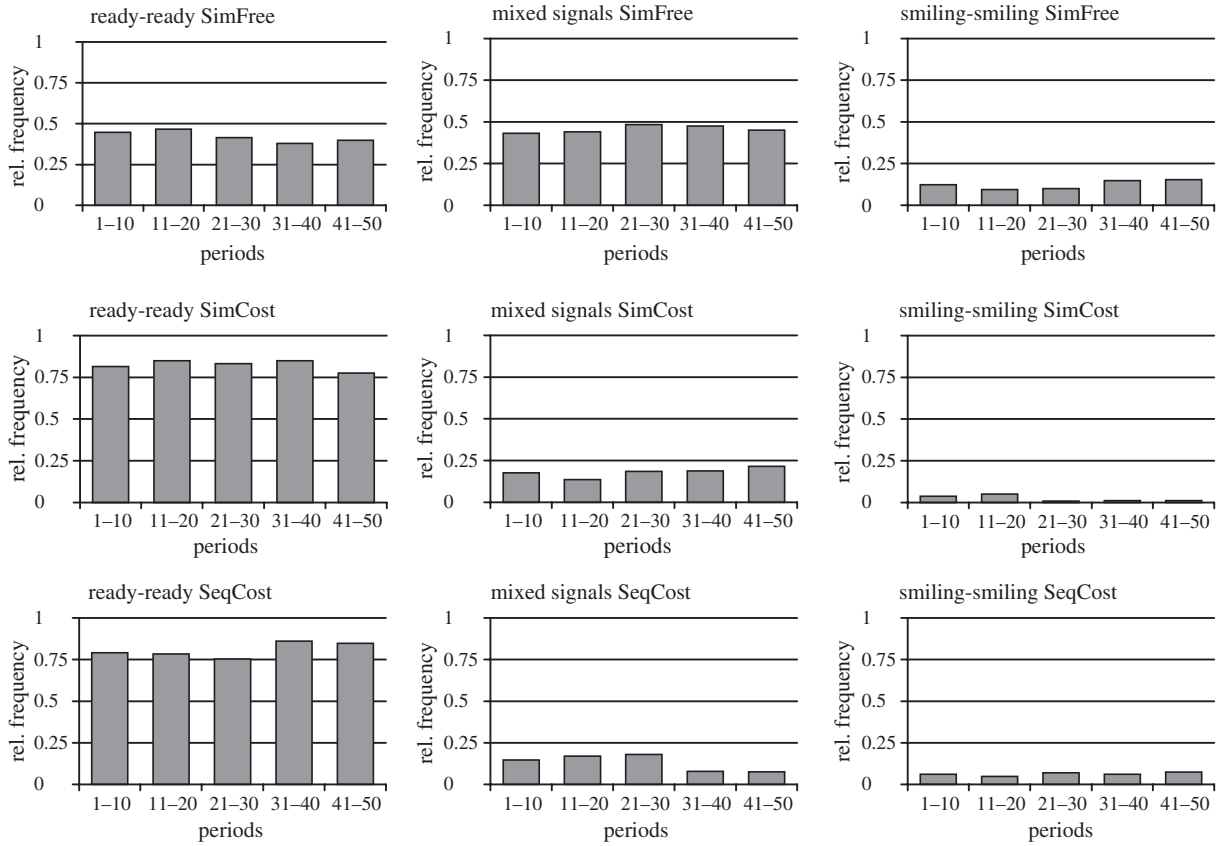 ready-ready SimFree
1
0.75
0.5
0.25
0
rel. frequency
1–10 11–20 21–30 31–40 41–50
periods
mixed signals SimFree
1
0.75
0.5
0.25
0
rel. frequency
1–10 11–20 21–30 31–40 41–50
periods
smiling-smiling SimFree
1
0.75
0.5
0.25
0
rel. frequency
1–10 11–20 21–30 31–40 41–50
periods
ready-ready SimCost
1
0.75
0.5
0.25
0
rel. frequency
1–10 11–20 21–30 31–40 41–50
periods
mixed signals SimCost
1
0.75
0.5
0.25
0
rel. frequency
1–10 11–20 21–30 31–40 41–50
periods
smiling-smiling SimCost
1
0.75
0.5
0.25
0
rel. frequency
1–10 11–20 21–30 31–40 41–50
periods
ready-ready SeqCost
1
0.75
0.5
0.25
0
rel. frequency
1–10 11–20 21–30 31–40 41–50
periods
mixed signals SeqCost
1
0.75
0.5
0.25
0
rel. frequency
1–10 11–20 21–30 31–40 41–50
periods
smiling-smiling SeqCost
1
0.75
0.5
0.25
0
rel. frequency
1–10 11–20 21–30 31–40 41–50
periods